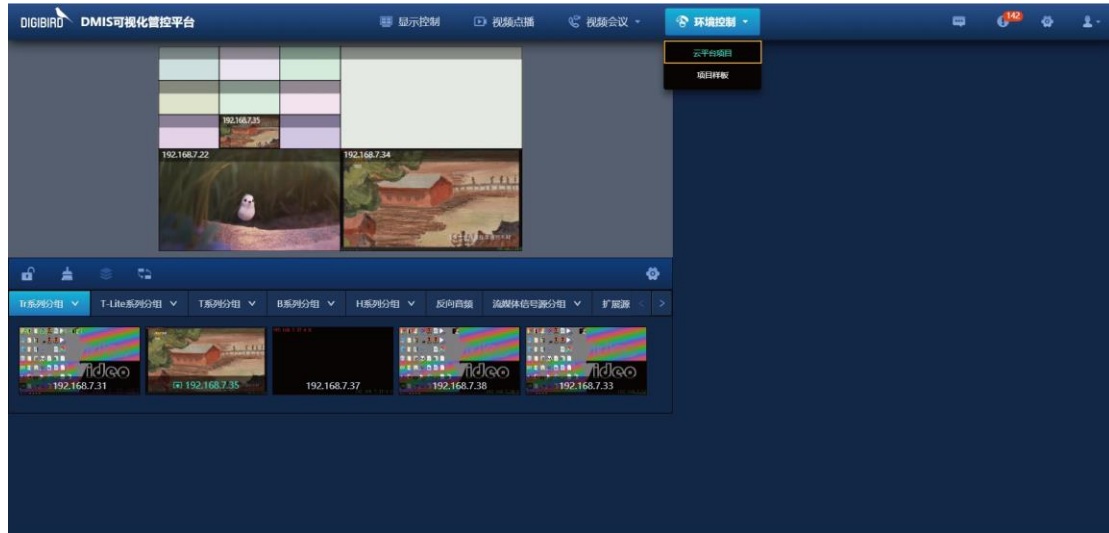 DIGIBIRD DMIS可视化管控平台 显示控制 视频点播 视频会议 环境控制 142
云平台项目
项目样板
192.168.7.35
192.168.7.22 192.168.7.34
Tr系列分组 T-Lite系列分组 T系列分组 B系列分组 H系列分组 反向音频 流媒体信号源分组 扩展源
192.168.7.31 192.168.7.35 192.168.7.37 192.168.7.38 192.168.7.33